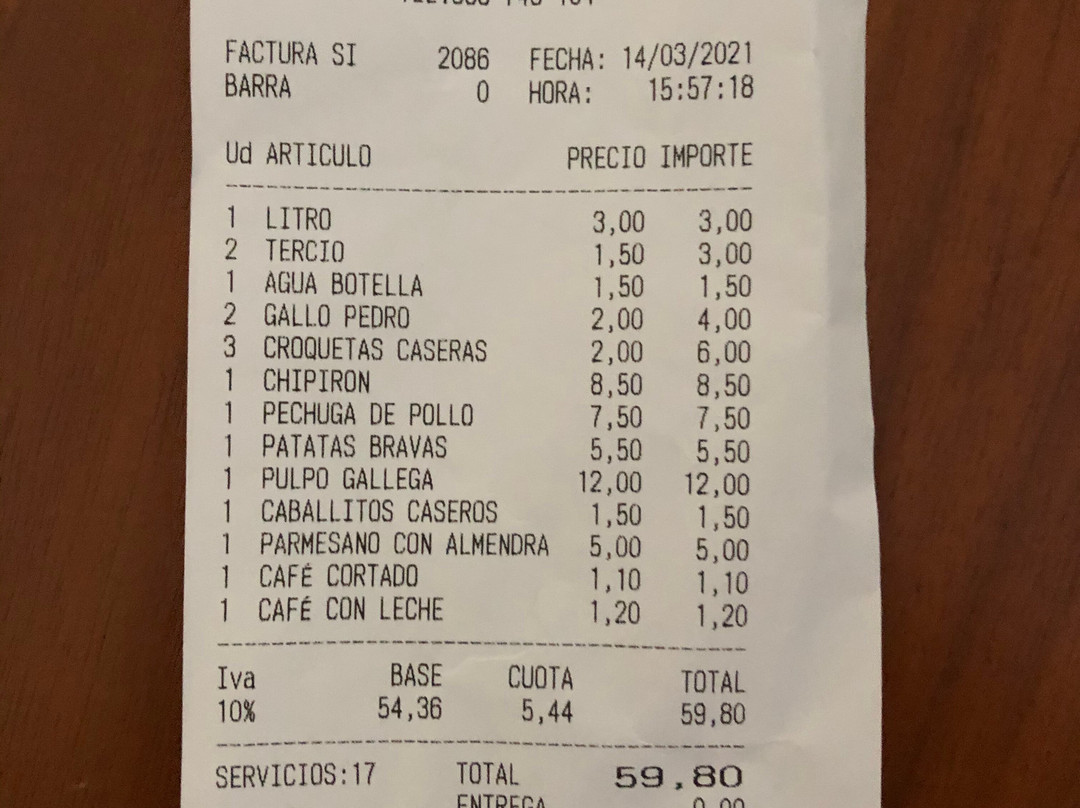 FACTURA SI 2086 FECHA: 14/03/2021
BARRA 0 HORA: 15:57:18
Ud ARTICULO PRECIO IMPORTE
1 LITRO 3,00 3,00
2 TERCIO 1,50 3,00
1 AGUA BOTELLA 1,50 1,50
2 GALLO PEDRO 2,00 4,00
3 CROQUETAS CASERAS 2,00 6,00
1 CHIPIRON 8,50 8,50
1 PECHUGA DE POLLO 7,50 7,50
1 PATATAS BRAVAS 5,50 5,50
1 PULPO GALLEGA 12,00 12,00
1 CABALLITOS CASEROS 1,50 1,50
1 PARMESANO CON ALMENDRA 5,00 5,00
1 CAFÉ CORTADO 1,10 1,10
1 CAFÉ CON LECHE 1,20 1,20
Iva BASE CUOTA TOTAL
10% 54,36 5,44 59,80
SERVICIOS:17 TOTAL 59,80
ENTREGA 0,00